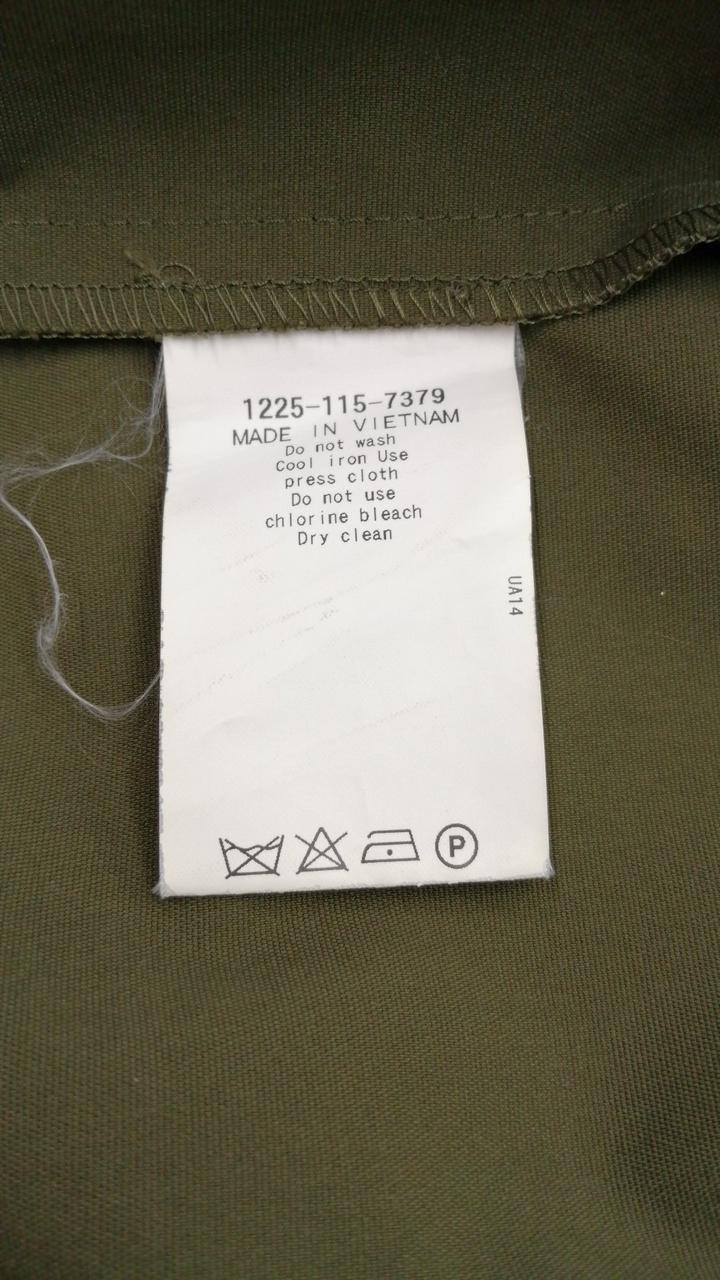 1225-115-7379
MADE IN VIETNAM
Do not wash
Cool iron Use
press cloth
Do not use
chlorine bleach
Dry clean
UA14
P